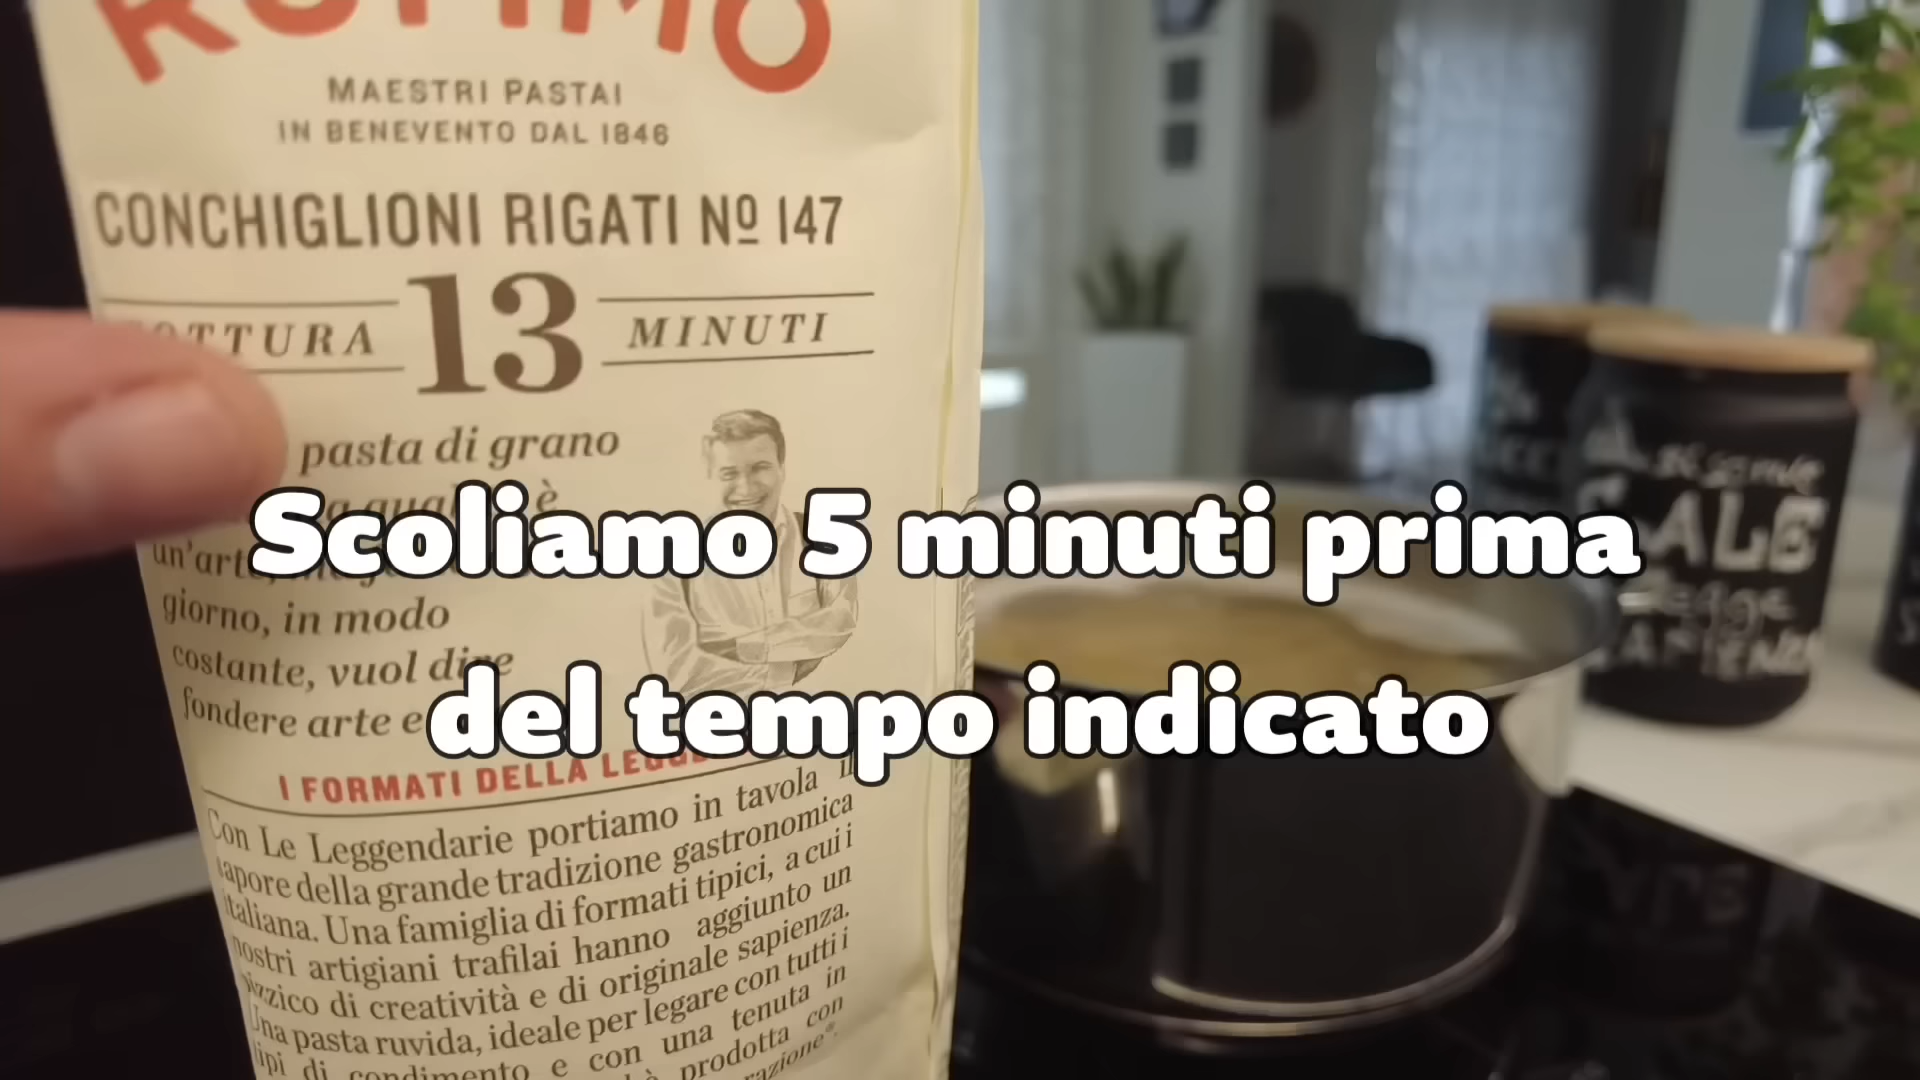 MAESTRI PASTAI
IN BENEVENTO DAL 1846
CONCHIGLIONI RIGATI Nº 147
13 MINUTI
pasta di grano
è
un'arte,
giorno, in modo
costante, vuol dire
fondere arte e
I FORMATI DELLA
Con Le Leggendarie portiamo in tavola il
sapore della grande tradizione gastronomica
italiana. Una famiglia di formati tipici, a cui i
nostri artigiani trafilai hanno aggiunto un
pizzico di creatività e di originale sapienza.
Una pasta ruvida, ideale per legare con tutti i
tipi di condimento e con una tenuta in
prodotta con
Scoliamo 5 minuti prima
del tempo indicato
SALE